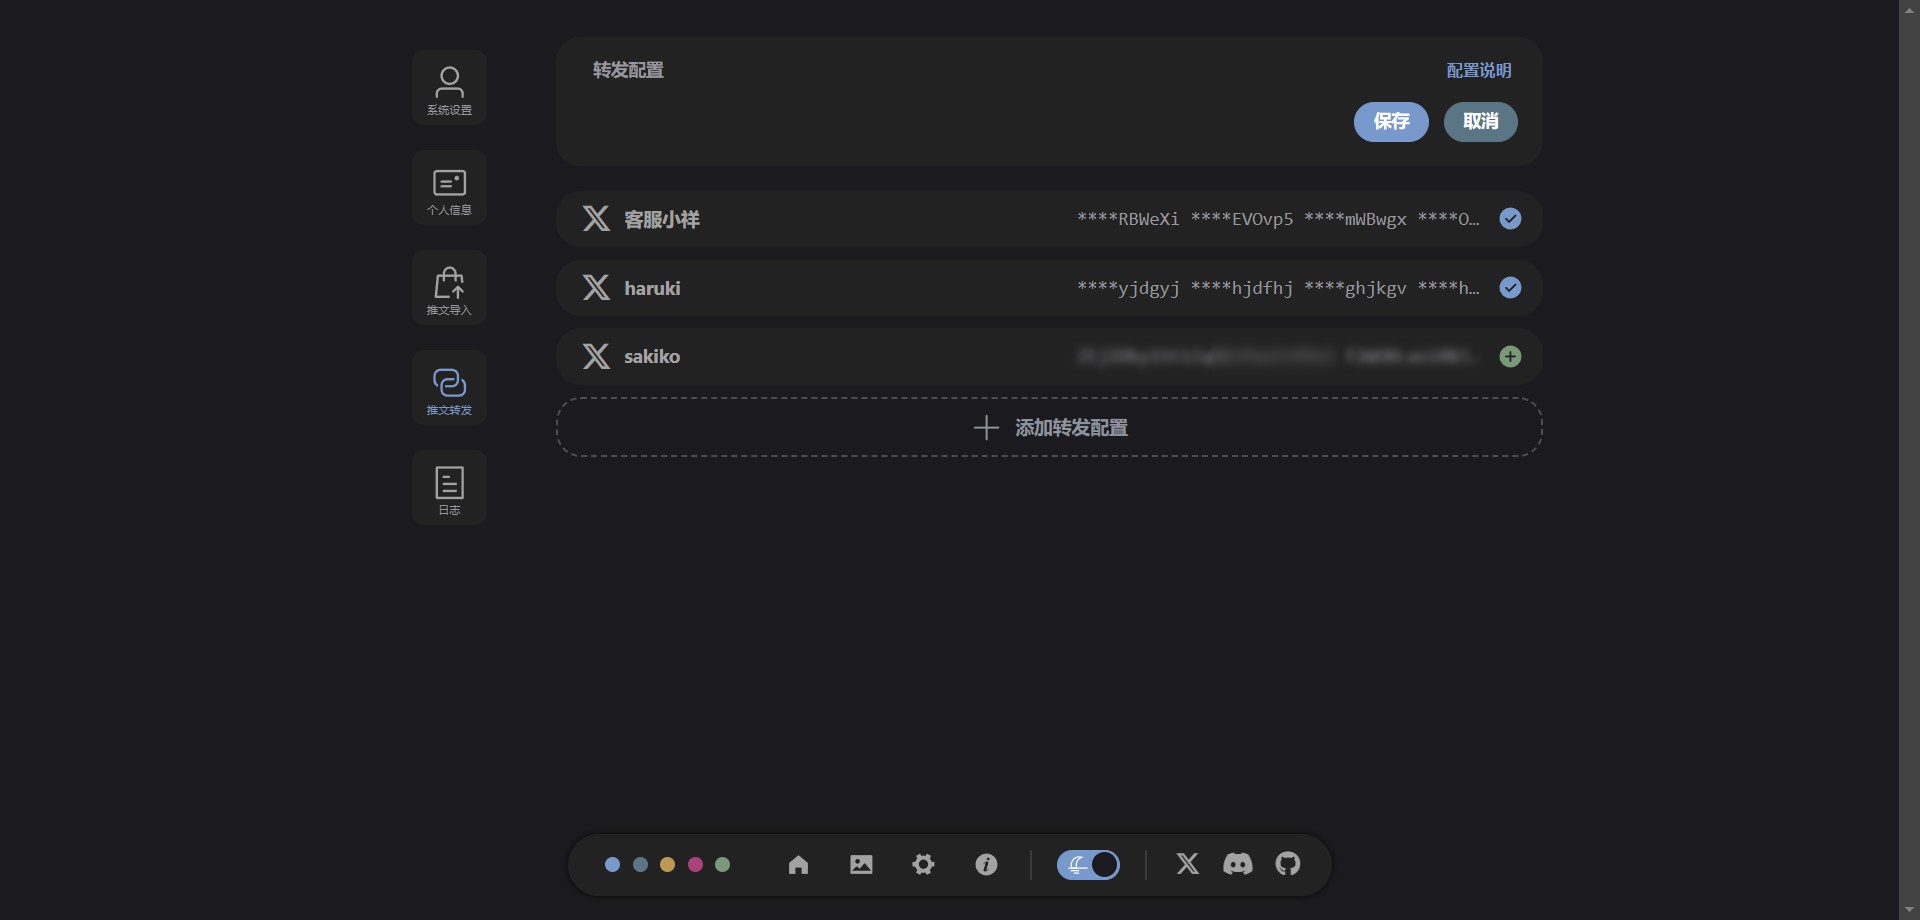 转发配置
配置说明
保存
取消
系统设置
个人信息
推文导入
推文转发
日志
客服小祥 ****RBWeXi ****EVOvp5 ****mWBwgx ****O…
haruki ****yjdgyj ****hjdfhj ****ghjkgv ****h…
sakiko
添加转发配置